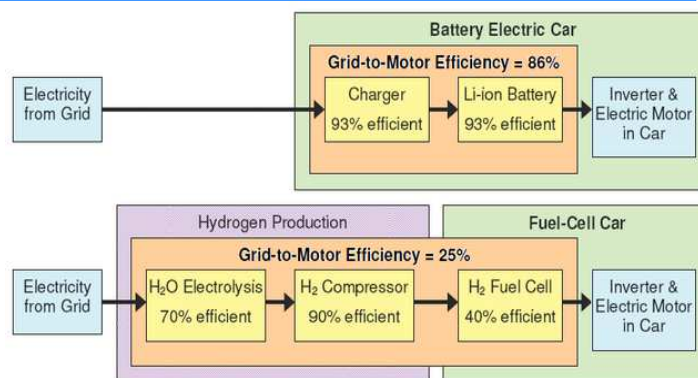 Battery Electric Car
Grid-to-Motor Efficiency = 86%
Electricity
from Grid
Charger
93% efficient
Li-ion Battery
93% efficient
Inverter &
Electric Motor
in Car
Hydrogen Production
Fuel-Cell Car
Grid-to-Motor Efficiency = 25%
Electricity
from Grid
H₂O Electrolysis
70% efficient
H₂ Compressor
90% efficient
H₂ Fuel Cell
40% efficient
Inverter &
Electric Motor
in Car